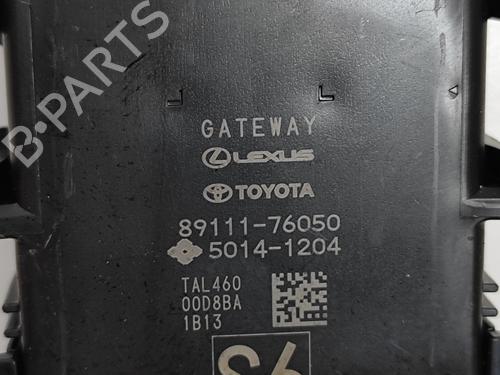 B-PARTS
GATEWAY
LEXUS
TOYOTA
89111-76050
5014-1204
TAL460
00D8BA
1B13